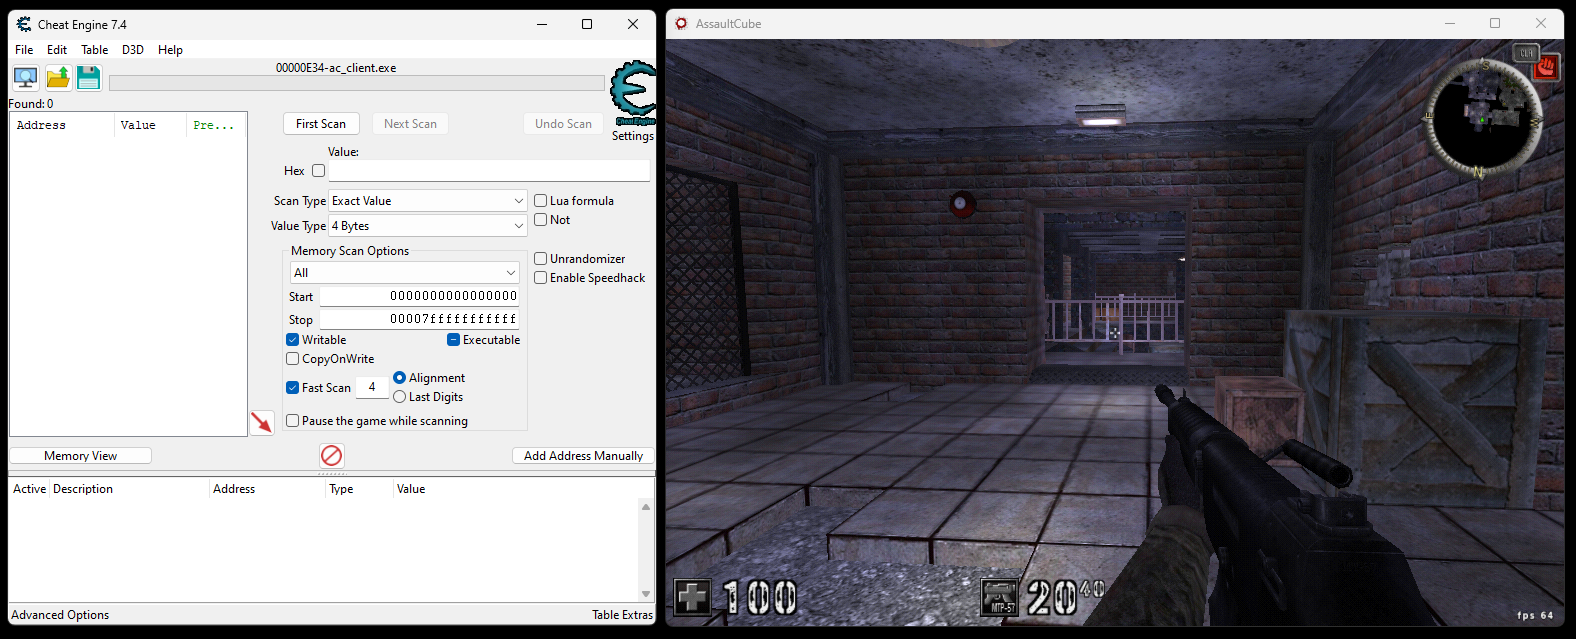 Cheat Engine 7.4
File Edit Table D3D Help
00000E34-ac_client.exe
Found: 0
Cheat Engine
Settings
Address Value Pre...
First Scan Next Scan Undo Scan
Value:
Hex
Scan Type Exact Value
Lua formula
Value Type 4 Bytes
Not
Memory Scan Options
All
Unrandomizer
Enable Speedhack
Start 0000000000000000
Stop 00007fffffffffff
Writable Executable
CopyOnWrite
Fast Scan 4 Alignment
Last Digits
Pause the game while scanning
Memory View Add Address Manually
Active Description Address Type Value
Advanced Options Table Extras
AssaultCube
CLA
S
E W
N
100
MTP-57
20 40
fps 64